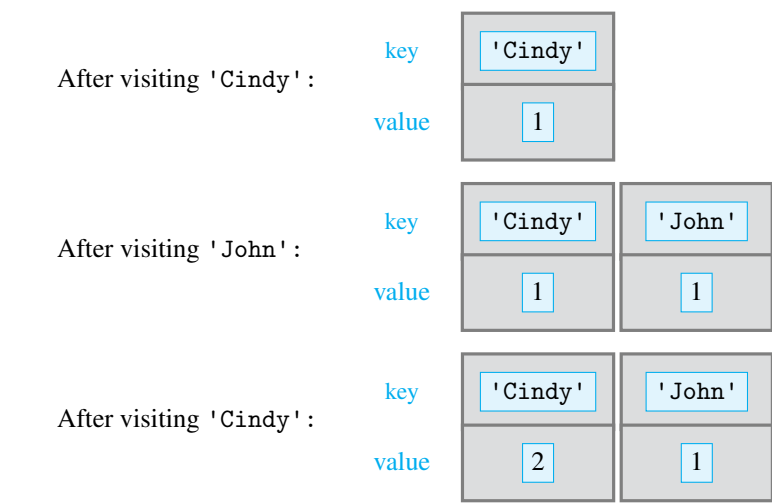 key 'Cindy'
After visiting 'Cindy':
value 1
key 'Cindy' 'John'
After visiting 'John':
value 1 1
key 'Cindy' 'John'
After visiting 'Cindy':
value 2 1